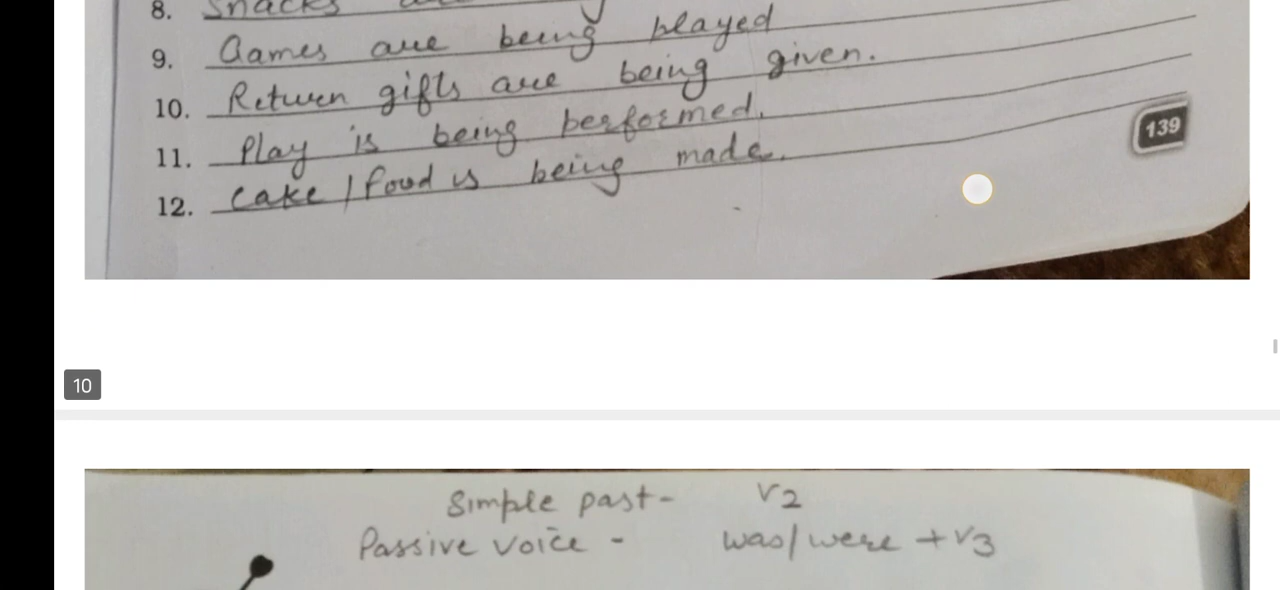 8. Snacks
9. Games are being played
10. Return gifts are being given.
11. Play is being performed.
139
12. Cake / food is being made.
10
Simple past - V2
Passive voice - was/were + V3